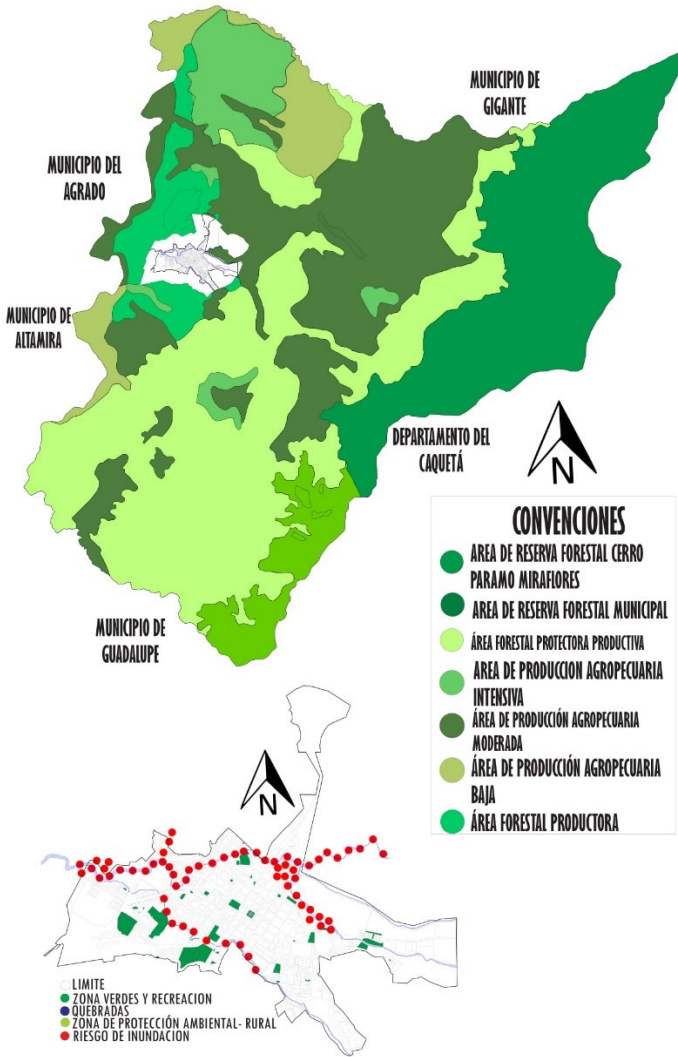 MUNICIPIO DE
GIGANTE
MUNICIPIO DEL
AGRADO
MUNICIPIO DE
ALTAMIRA
DEPARTAMENTO DEL
CAQUETÁ
N
MUNICIPIO DE
GUADALUPE
CONVENCIONES
AREA DE RESERVA FORESTAL CERRO
PARAMO MIRAFLORES
AREA DE RESERVA FORESTAL MUNICIPAL
ÁREA FORESTAL PROTECTORA PRODUCTIVA
AREA DE PRODUCCION AGROPECUARIA
INTENSIVA
ÁREA DE PRODUCCIÓN AGROPECUARIA
MODERADA
ÁREA DE PRODUCCIÓN AGROPECUARIA
BAJA
ÁREA FORESTAL PRODUCTORA
N
LIMITE
ZONA VERDES Y RECREACION
QUEBRADAS
ZONA DE PROTECCIÓN AMBIENTAL- RURAL
RIESGO DE INUNDACION